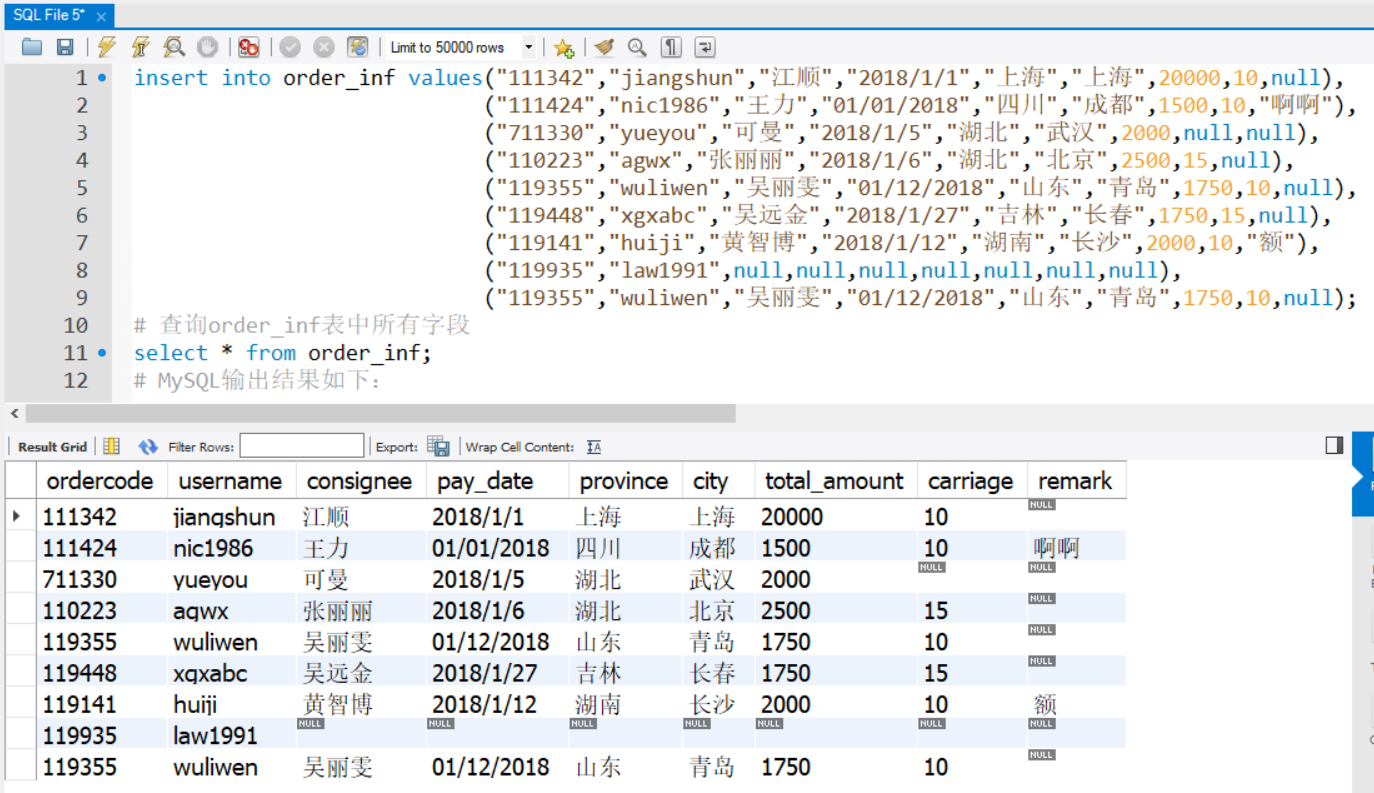 SQL File 5*
Limit to 50000 rows
1 insert into order_inf values("111342","jiangshun","江顺","2018/1/1","上海","上海",20000,10,null),
2 ("111424","nic1986","王力","01/01/2018","四川","成都",1500,10,"啊啊"),
3 ("711330","yueyou","可曼","2018/1/5","湖北","武汉",2000,null,null),
4 ("110223","agwx","张丽丽","2018/1/6","湖北","北京",2500,15,null),
5 ("119355","wuliwen","吴丽雯","01/12/2018","山东","青岛",1750,10,null),
6 ("119448","xgxabc","吴远金","2018/1/27","吉林","长春",1750,15,null),
7 ("119141","huiji","黄智博","2018/1/12","湖南","长沙",2000,10,"额"),
8 ("119935","law1991",null,null,null,null,null,null,null),
9 ("119355","wuliwen","吴丽雯","01/12/2018","山东","青岛",1750,10,null);
10 # 查询order_inf表中所有字段
11 select * from order_inf;
12 # MySQL输出结果如下：
Result Grid Filter Rows: Export: Wrap Cell Content:
ordercode username consignee pay_date province city total_amount carriage remark
111342 jiangshun 江顺 2018/1/1 上海 上海 20000 10 NULL
111424 nic1986 王力 01/01/2018 四川 成都 1500 10 啊啊
711330 yueyou 可曼 2018/1/5 湖北 武汉 2000 NULL NULL
110223 agwx 张丽丽 2018/1/6 湖北 北京 2500 15 NULL
119355 wuliwen 吴丽雯 01/12/2018 山东 青岛 1750 10 NULL
119448 xgxabc 吴远金 2018/1/27 吉林 长春 1750 15 NULL
119141 huiji 黄智博 2018/1/12 湖南 长沙 2000 10 额
119935 law1991 NULL NULL NULL NULL NULL NULL NULL
119355 wuliwen 吴丽雯 01/12/2018 山东 青岛 1750 10 NULL